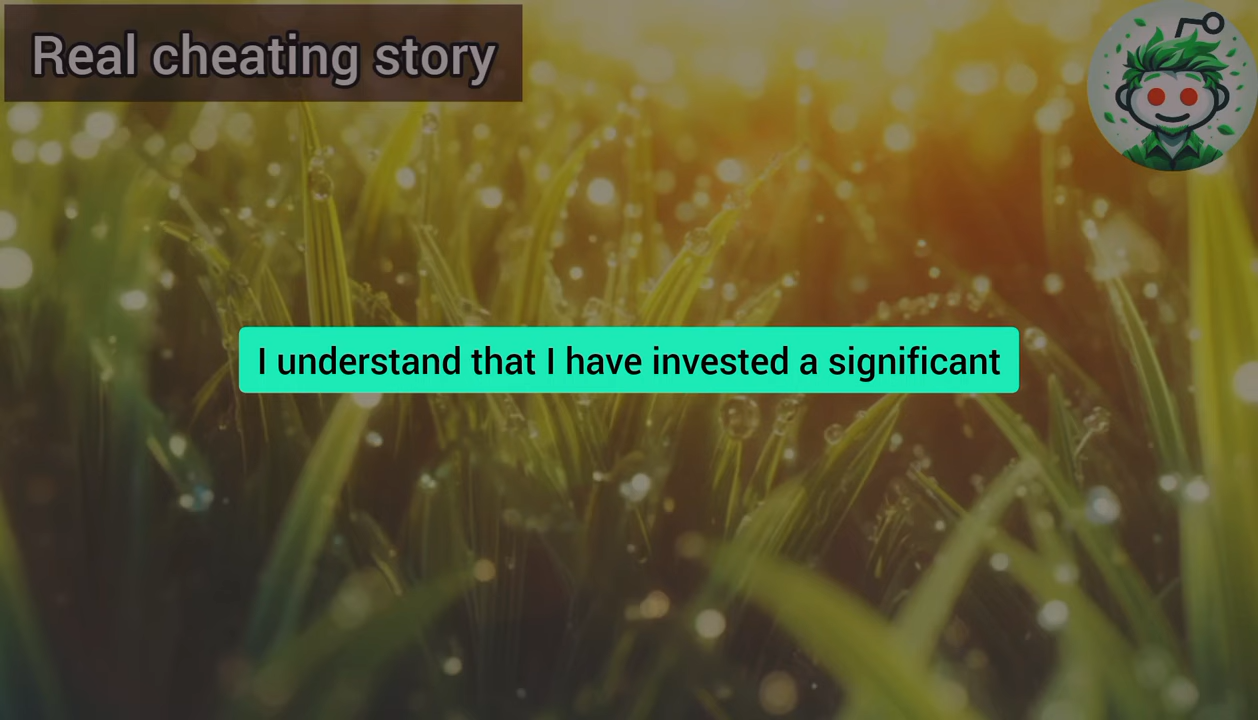 Real cheating story
I understand that I have invested a significant